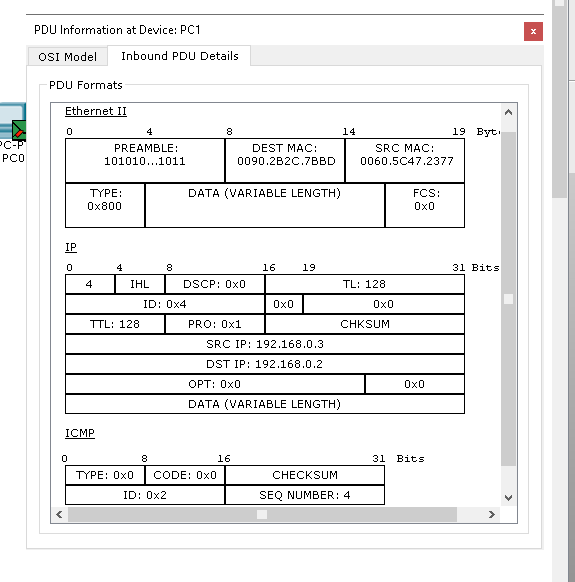 PDU Information at Device: PC1
x
OSI Model Inbound PDU Details
PDU Formats
Ethernet II
0 4 8 14 19 Byt
PREAMBLE: DEST MAC: SRC MAC:
101010...1011 0090.2B2C.7BBD 0060.5C47.2377
TYPE: DATA (VARIABLE LENGTH) FCS:
0x800 0x0
IP
0 4 8 16 19 31 Bits
4 IHL DSCP: 0x0 TL: 128
ID: 0x4 0x0 0x0
TTL: 128 PRO: 0x1 CHKSUM
SRC IP: 192.168.0.3
DST IP: 192.168.0.2
OPT: 0x0 0x0
DATA (VARIABLE LENGTH)
ICMP
0 8 16 31 Bits
TYPE: 0x0 CODE: 0x0 CHECKSUM
ID: 0x2 SEQ NUMBER: 4
PC-P
PC0